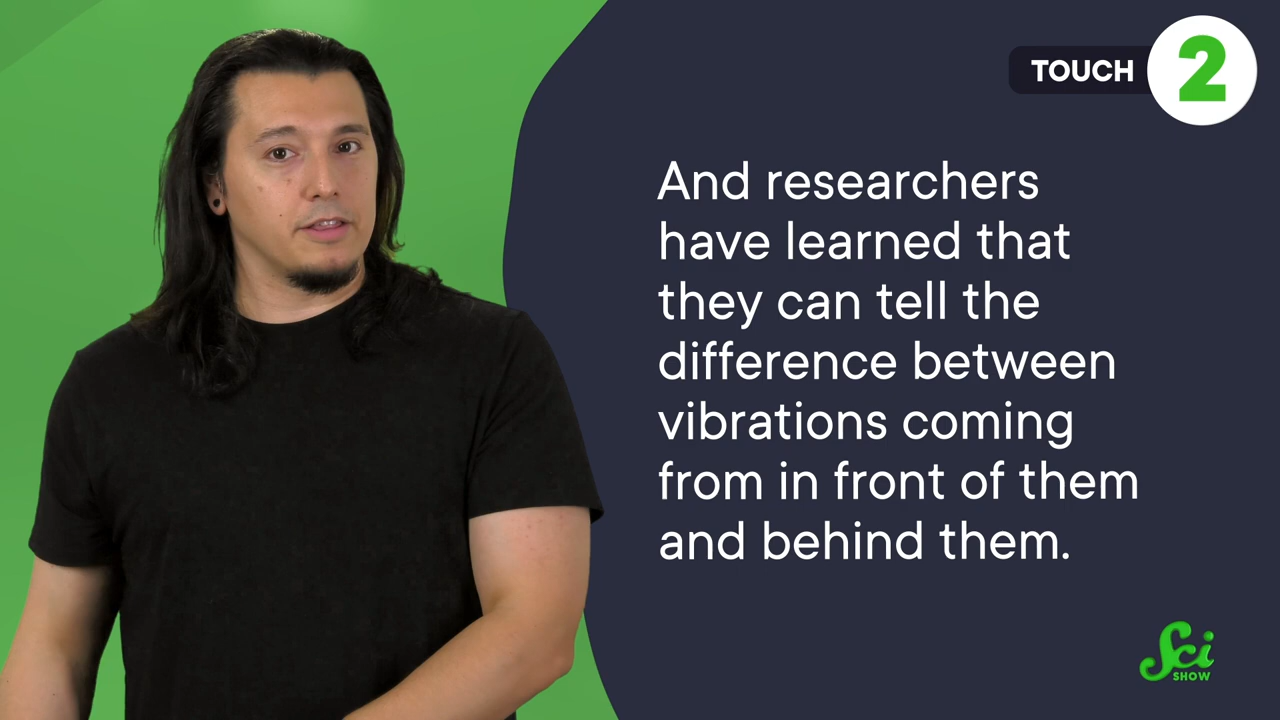 TOUCH 2
And researchers
have learned that
they can tell the
difference between
vibrations coming
from in front of them
and behind them.
Sci
SHOW